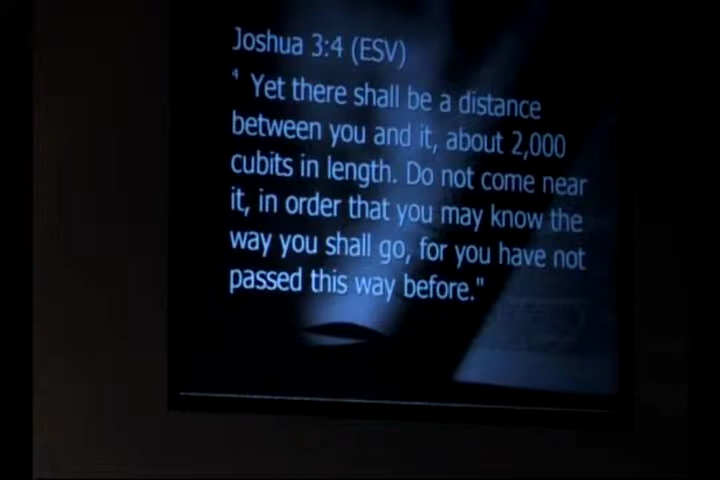 Joshua 3:4 (ESV)
4 Yet there shall be a distance
between you and it, about 2,000
cubits in length. Do not come near
it, in order that you may know the
way you shall go, for you have not
passed this way before."